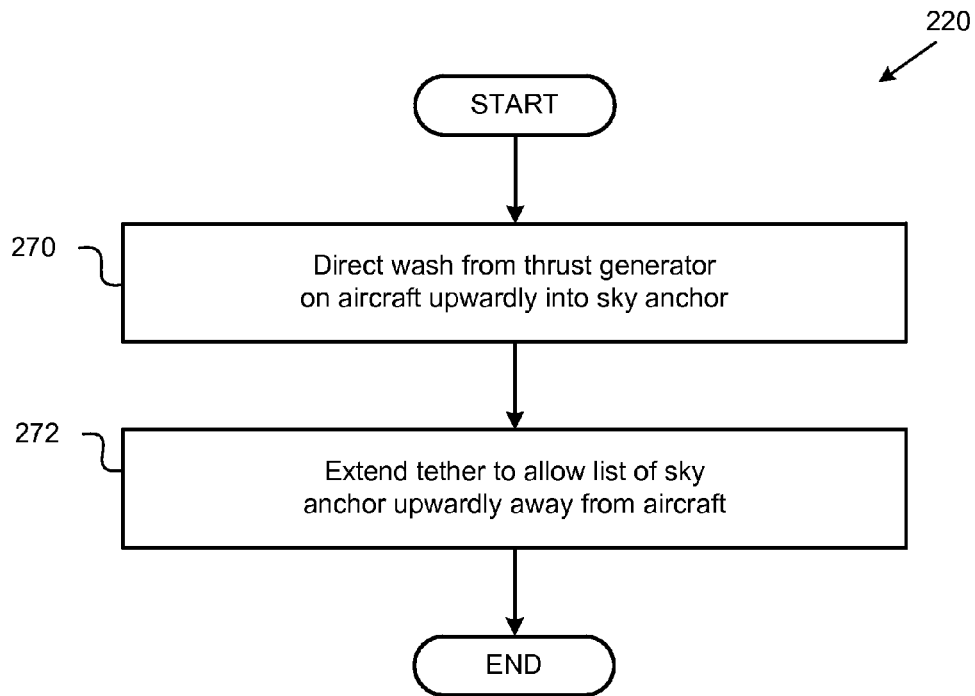 220
START
270
Direct wash from thrust generator
on aircraft upwardly into sky anchor
272
Extend tether to allow list of sky
anchor upwardly away from aircraft
END